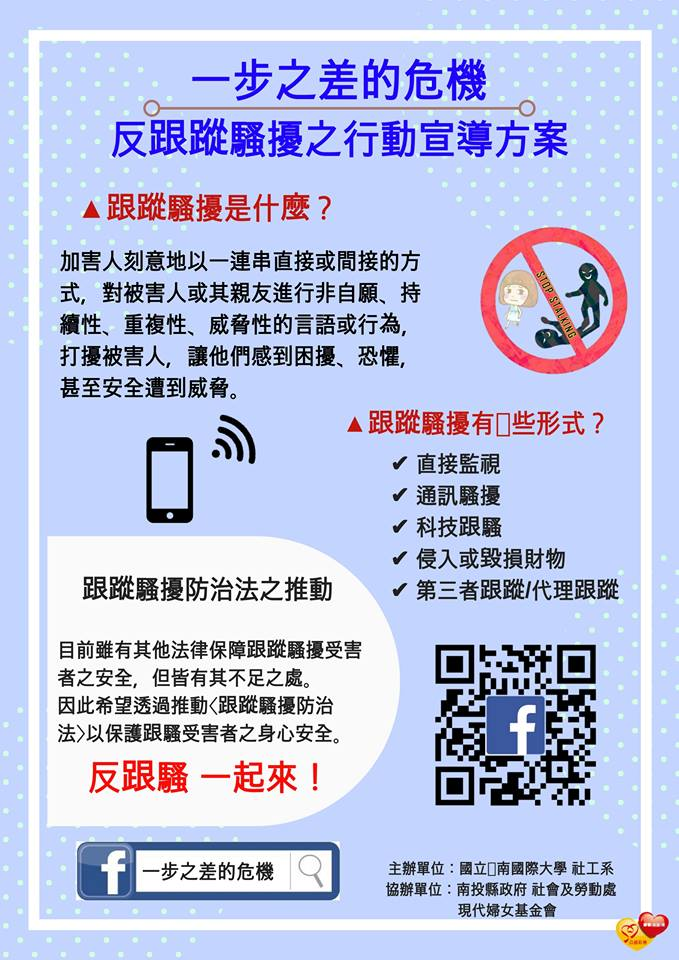 一步之差的危機
反跟蹤騷擾之行動宣導方案
▲跟蹤騷擾是什麼？
加害人刻意地以一連串直接或間接的方
式，對被害人或其親友進行非自願、持
續性、重複性、威脅性的言語或行為，
打擾被害人，讓他們感到困擾、恐懼，
甚至安全遭到威脅。
STOP STALKING
▲跟蹤騷擾有▯些形式？
✔ 直接監視
✔ 通訊騷擾
✔ 科技跟騷
✔ 侵入或毀損財物
✔ 第三者跟蹤/代理跟蹤
跟蹤騷擾防治法之推動
目前雖有其他法律保障跟蹤騷擾受害
者之安全，但皆有其不足之處。
因此希望透過推動〈跟蹤騷擾防治
法〉以保護跟騷受害者之身心安全。
反跟騷 一起來！
f
f 一步之差的危機
主辦單位：國立▯南國際大學 社工系
協辦單位：南投縣政府 社會及勞動處
現代婦女基金會